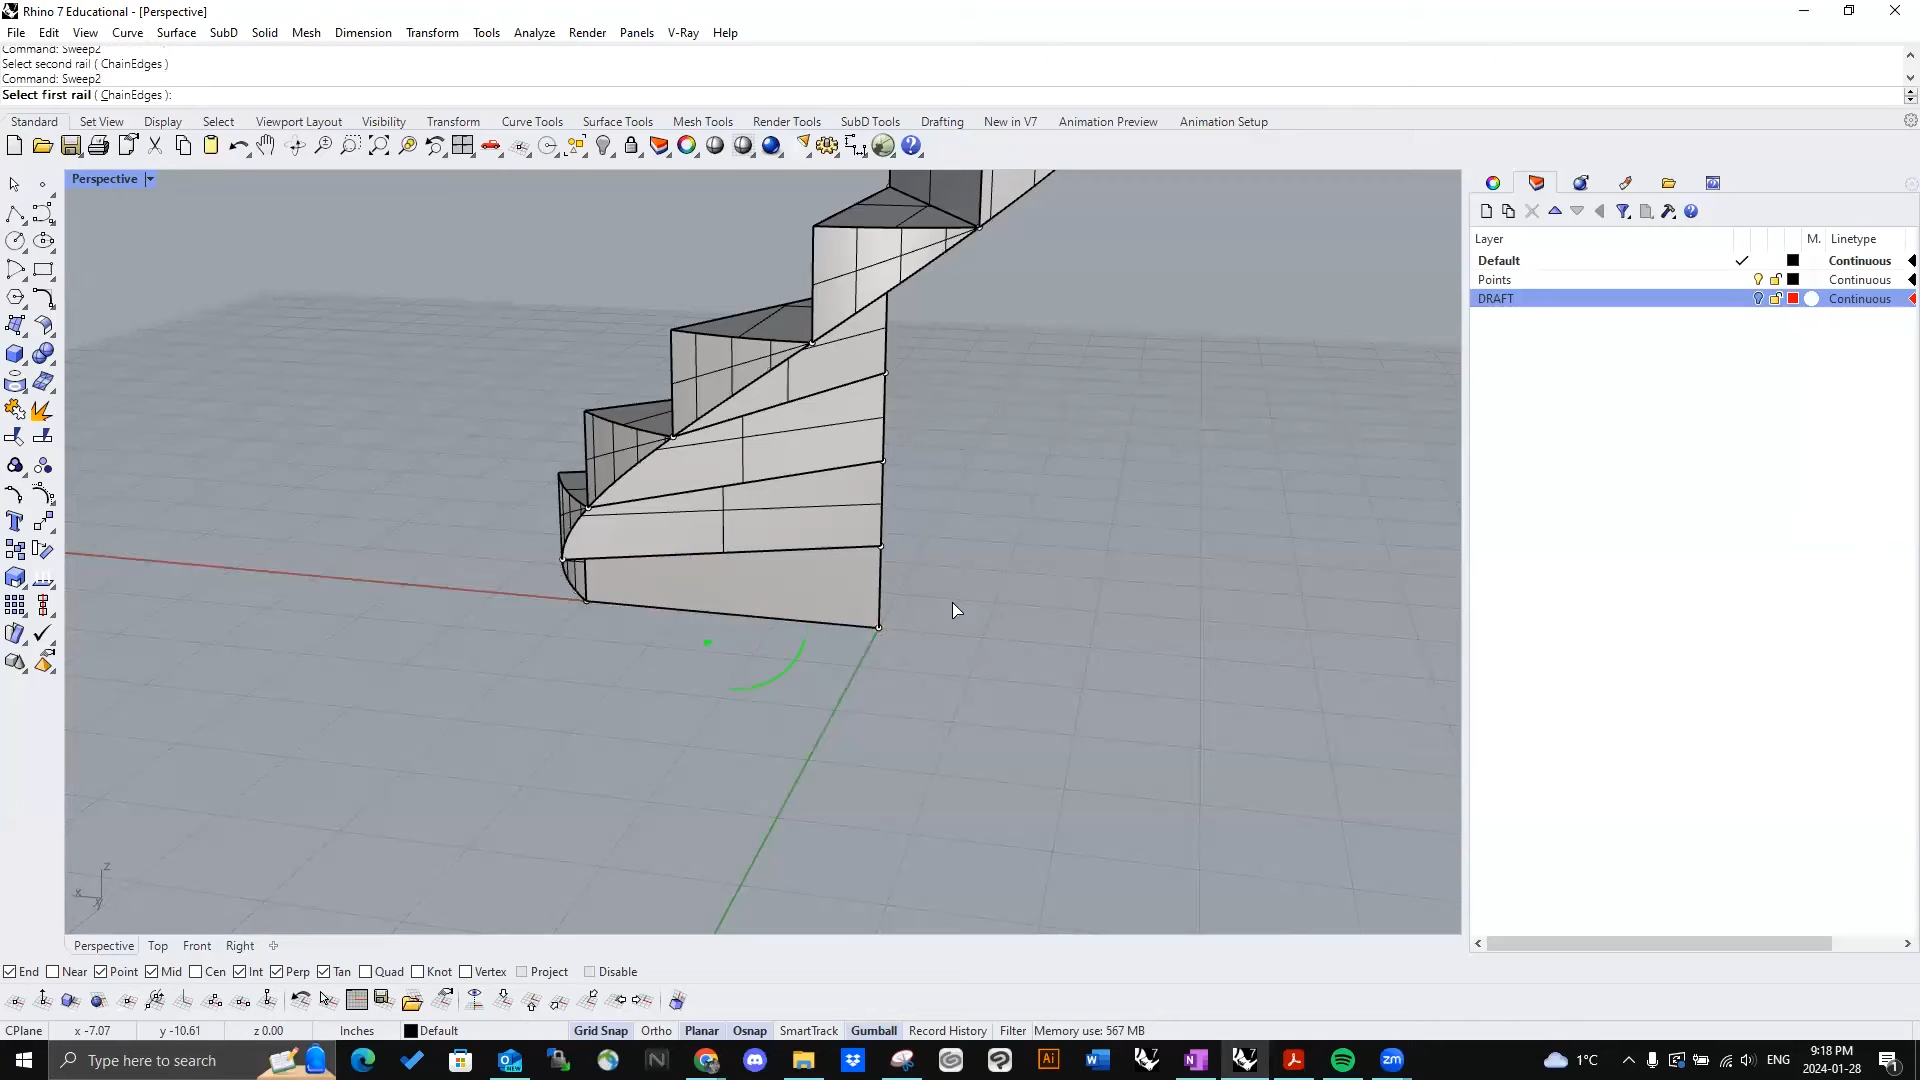 Rhino 7 Educational - [Perspective]
File Edit View Curve Surface SubD Solid Mesh Dimension Transform Tools Analyze Render Panels V-Ray Help
Command: Sweep2
Select second rail ( ChainEdges )
Command: Sweep2
Select first rail ( ChainEdges ):
Standard Set View Display Select Viewport Layout Visibility Transform Curve Tools Surface Tools Mesh Tools Render Tools SubD Tools Drafting New in V7 Animation Preview Animation Setup
Perspective
Layer M. Linetype
Default Continuous
Points Continuous
DRAFT Continuous
z
x
y
Perspective Top Front Right
End Near Point Mid Cen Int Perp Tan Quad Knot Vertex Project Disable
CPlane x -7.07 y -10.61 z 0.00 Inches Default Grid Snap Ortho Planar Osnap SmartTrack Gumball Record History Filter Memory use: 567 MB
Type here to search
1°C
ENG
9:18 PM
2024-01-28